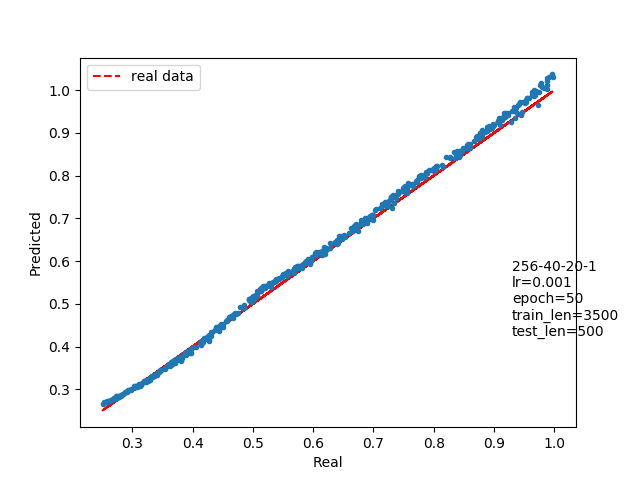 real data
1.0
0.9
0.8
0.7
0.6
0.5
0.4
0.3
Predicted
256-40-20-1
lr=0.001
epoch=50
train_len=3500
test_len=500
0.3 0.4 0.5 0.6 0.7 0.8 0.9 1.0
Real